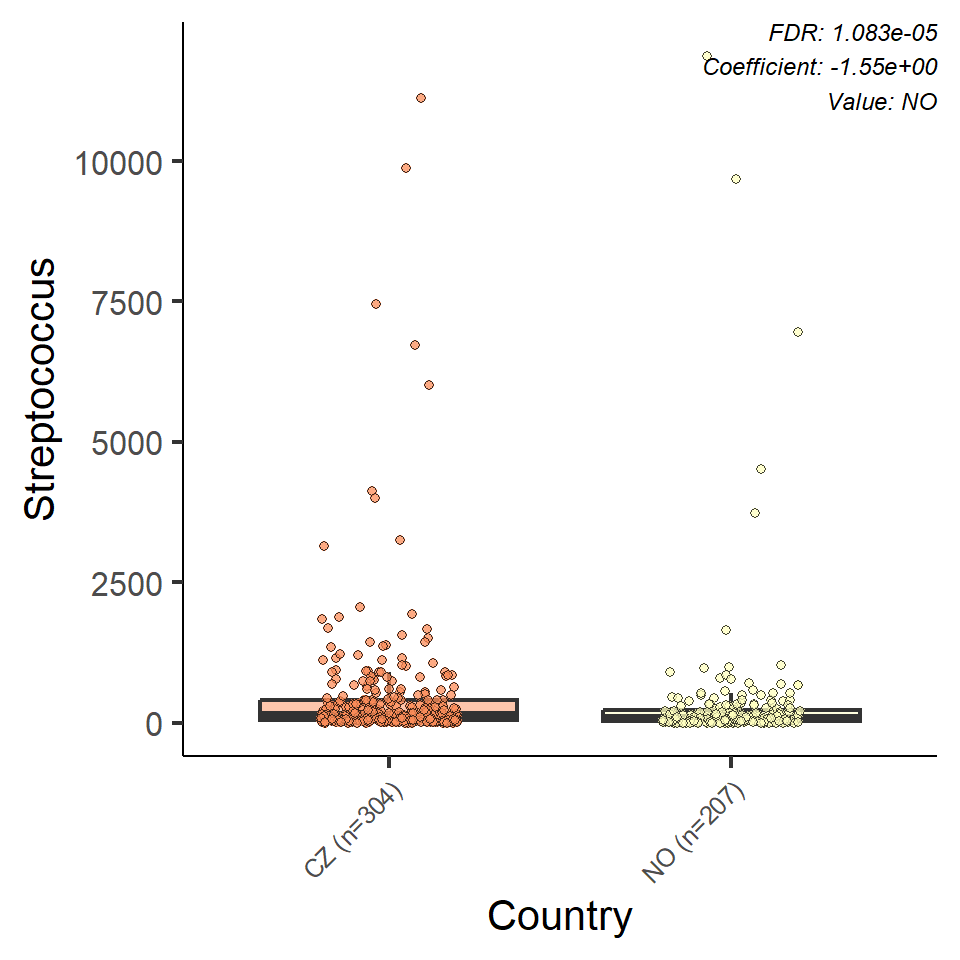 FDR: 1.083e-05
Coefficient: -1.55e+00
Value: NO
10000
7500
5000
2500
0
Streptococcus
CZ (n=304)
NO (n=207)
Country